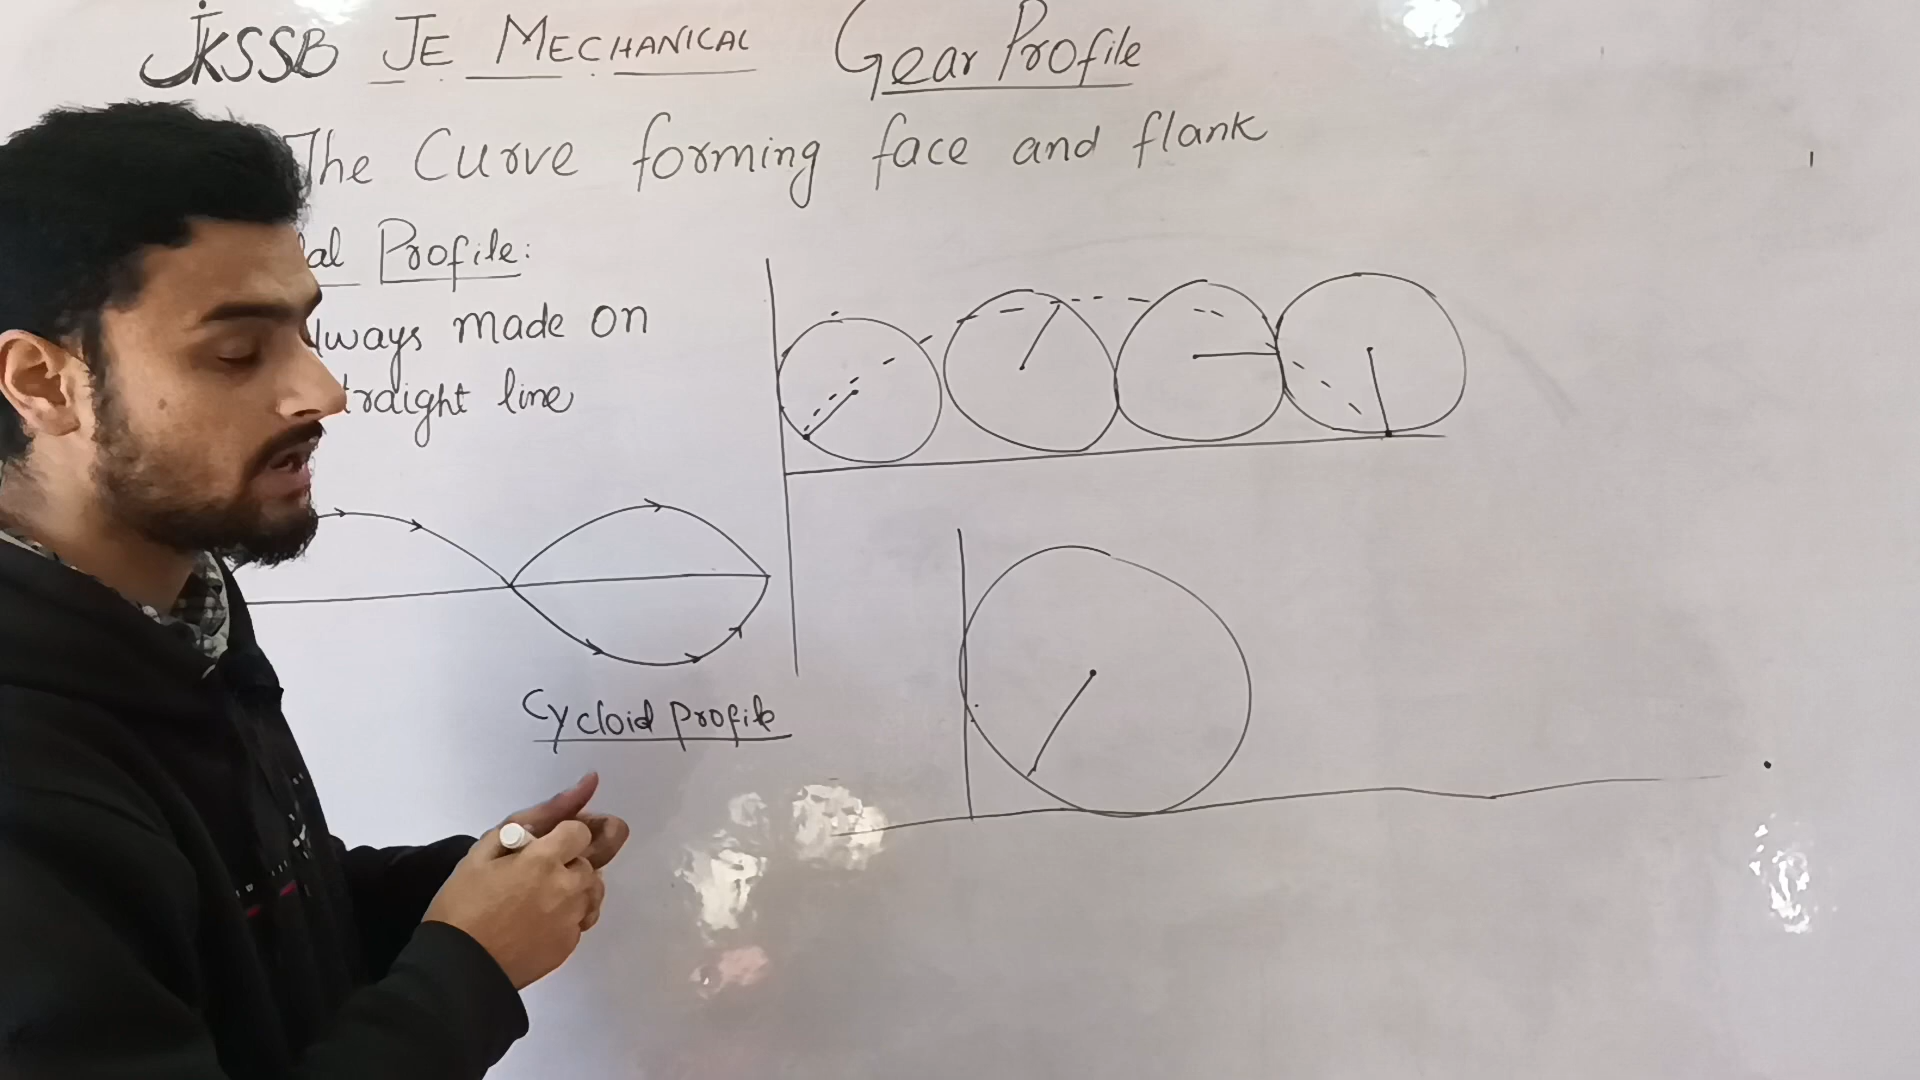 JKSSB JE MECHANICAL Gear Profile
The Curve forming face and flank
Profile:
made on
line
Cycloid profile